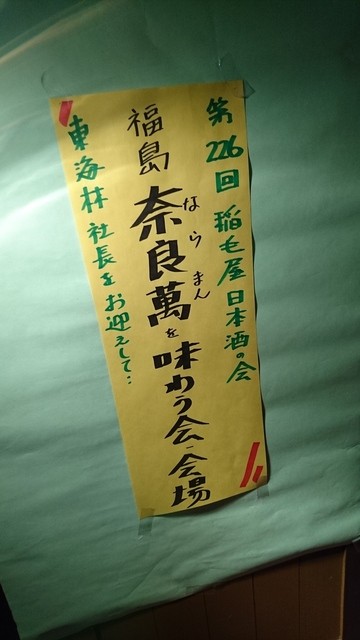 第226回 稲毛屋 日本酒の会
福島 奈良萬を味わう会・会場
ならまん
東海林社長をお迎えして…